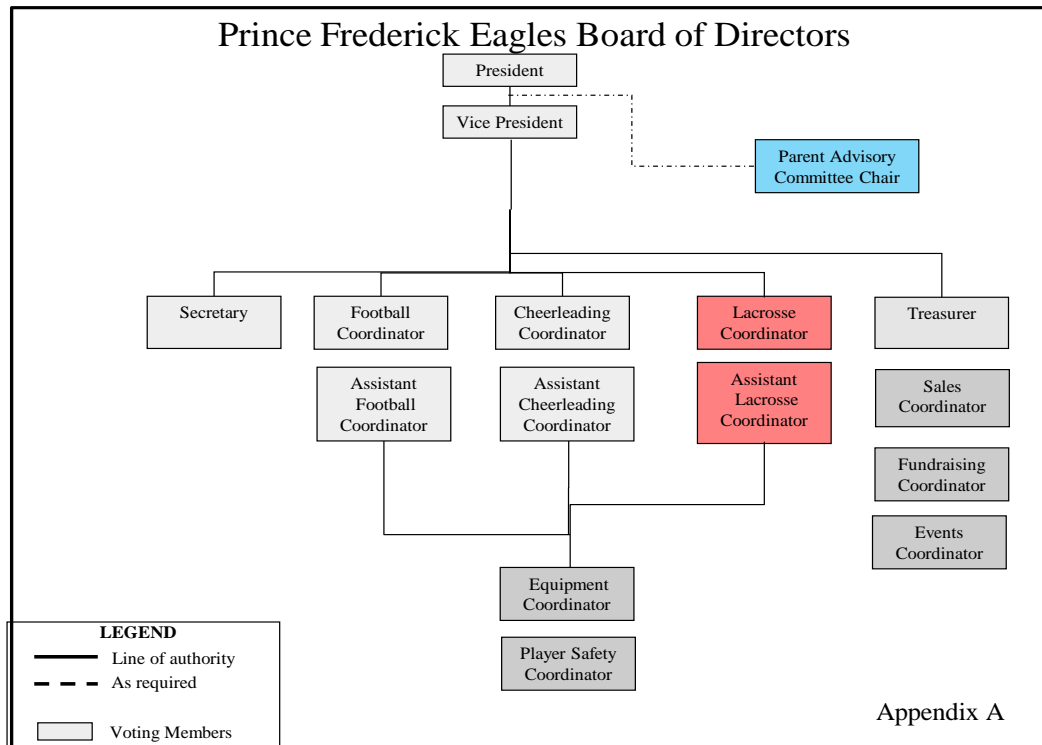 Prince Frederick Eagles Board of Directors
President
Vice President
Parent Advisory
Committee Chair
Secretary
Football
Coordinator
Cheerleading
Coordinator
Lacrosse
Coordinator
Treasurer
Assistant
Football
Coordinator
Assistant
Cheerleading
Coordinator
Assistant
Lacrosse
Coordinator
Sales
Coordinator
Fundraising
Coordinator
Events
Coordinator
Equipment
Coordinator
Player Safety
Coordinator
LEGEND
Line of authority
As required
Voting Members
Appendix A